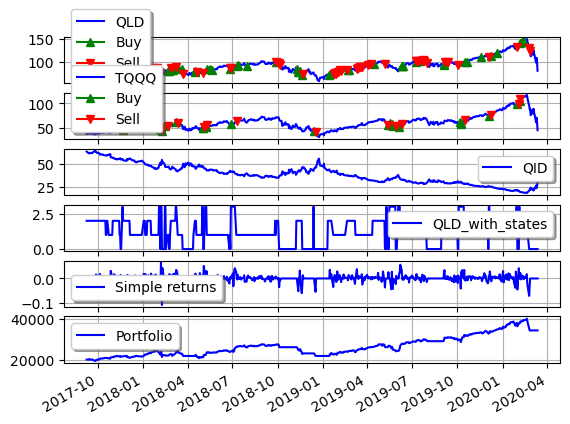 QLD
Buy
Sell
150
100
TQQQ
Buy
Sell
100
50
QID
50
25
QLD_with_states
2.5
0.0
Simple returns
0.0
−0.1
Portfolio
40000
20000
2017-10
2018-01
2018-04
2018-07
2018-10
2019-01
2019-04
2019-07
2019-10
2020-01
2020-04